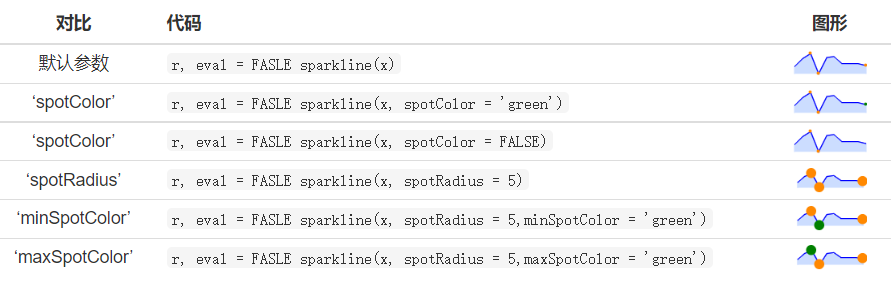 对比 代码 图形
默认参数 r, eval = FASLE sparkline(x)
‘spotColor’ r, eval = FASLE sparkline(x, spotColor = 'green')
‘spotColor’ r, eval = FASLE sparkline(x, spotColor = FALSE)
‘spotRadius’ r, eval = FASLE sparkline(x, spotRadius = 5)
‘minSpotColor’ r, eval = FASLE sparkline(x, spotRadius = 5,minSpotColor = 'green')
‘maxSpotColor’ r, eval = FASLE sparkline(x, spotRadius = 5,maxSpotColor = 'green')